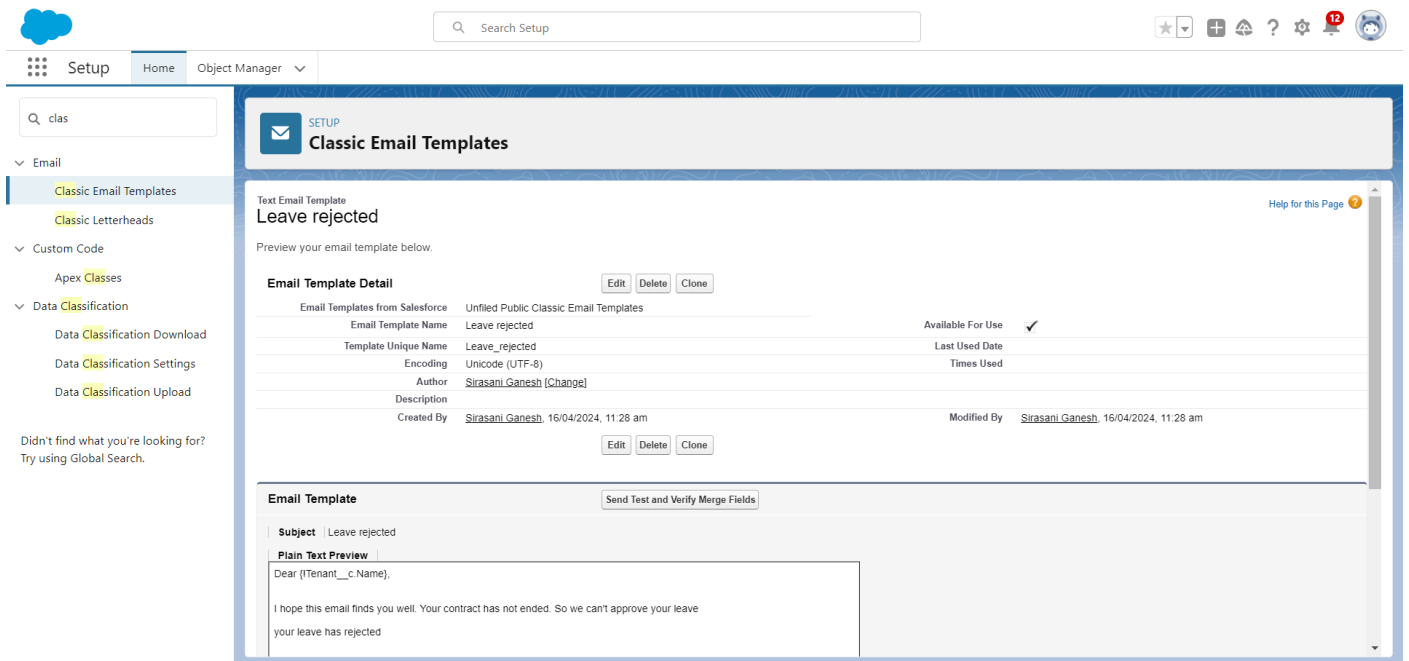 Search Setup
12
Setup
Home
Object Manager
clas
Email
Classic Email Templates
Classic Letterheads
Custom Code
Apex Classes
Data Classification
Data Classification Download
Data Classification Settings
Data Classification Upload
Didn't find what you're looking for?
Try using Global Search.
SETUP
Classic Email Templates
Text Email Template
Leave rejected
Help for this Page ?
Preview your email template below.
Email Template Detail Edit Delete Clone
Email Templates from Salesforce Unfiled Public Classic Email Templates
Email Template Name Leave rejected Available For Use ✓
Template Unique Name Leave_rejected Last Used Date
Encoding Unicode (UTF-8) Times Used
Author Sirasani Ganesh [Change]
Description
Created By Sirasani Ganesh, 16/04/2024, 11:28 am Modified By Sirasani Ganesh, 16/04/2024, 11:28 am
Edit Delete Clone
Email Template Send Test and Verify Merge Fields
Subject Leave rejected
Plain Text Preview
Dear {!Tenant__c.Name},
I hope this email finds you well. Your contract has not ended. So we can't approve your leave
your leave has rejected